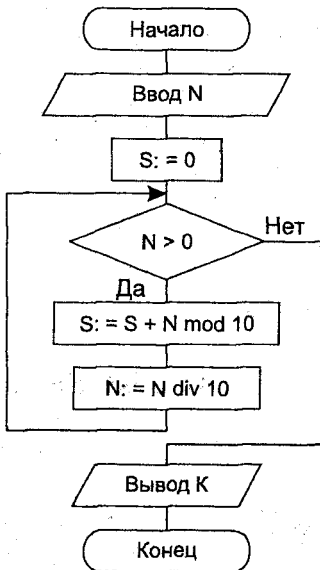 Начало
Ввод N
S: = 0
N > 0
Нет
Да
S: = S + N mod 10
N: = N div 10
Вывод K
Конец